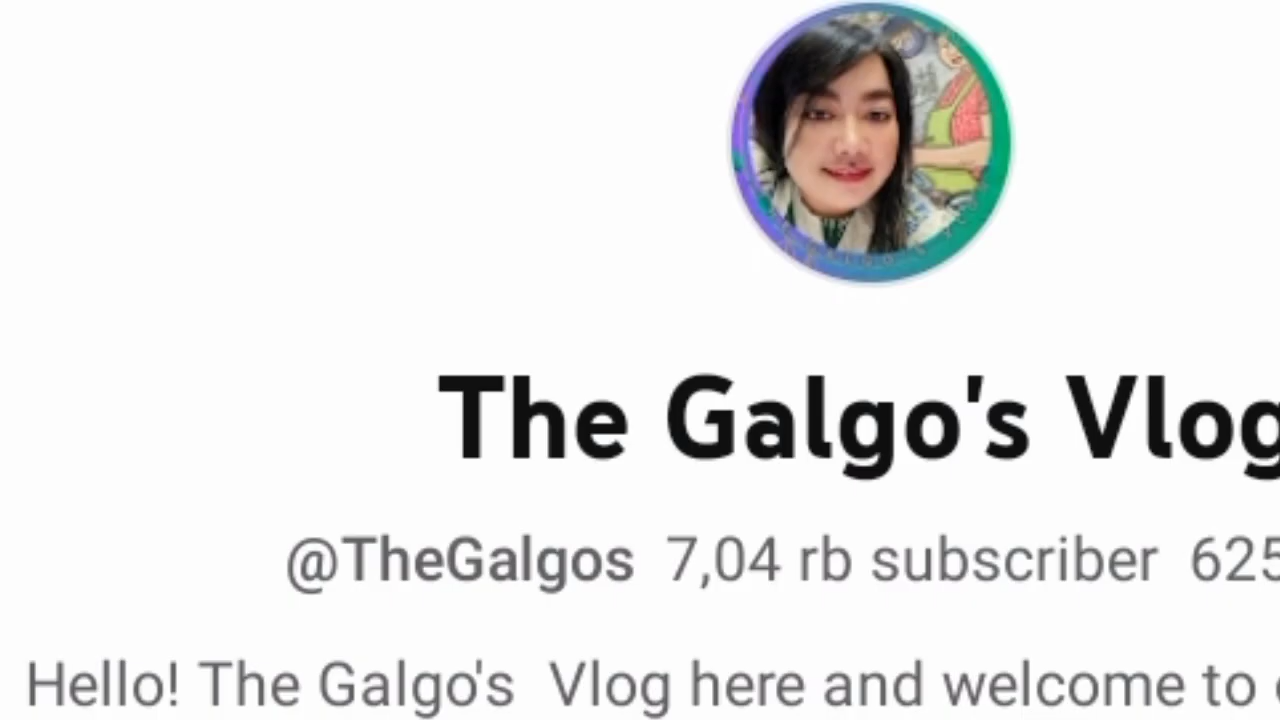 The Galgo's Vlog
@TheGalgos 7,04 rb subscriber 625
Hello! The Galgo's Vlog here and welcome to